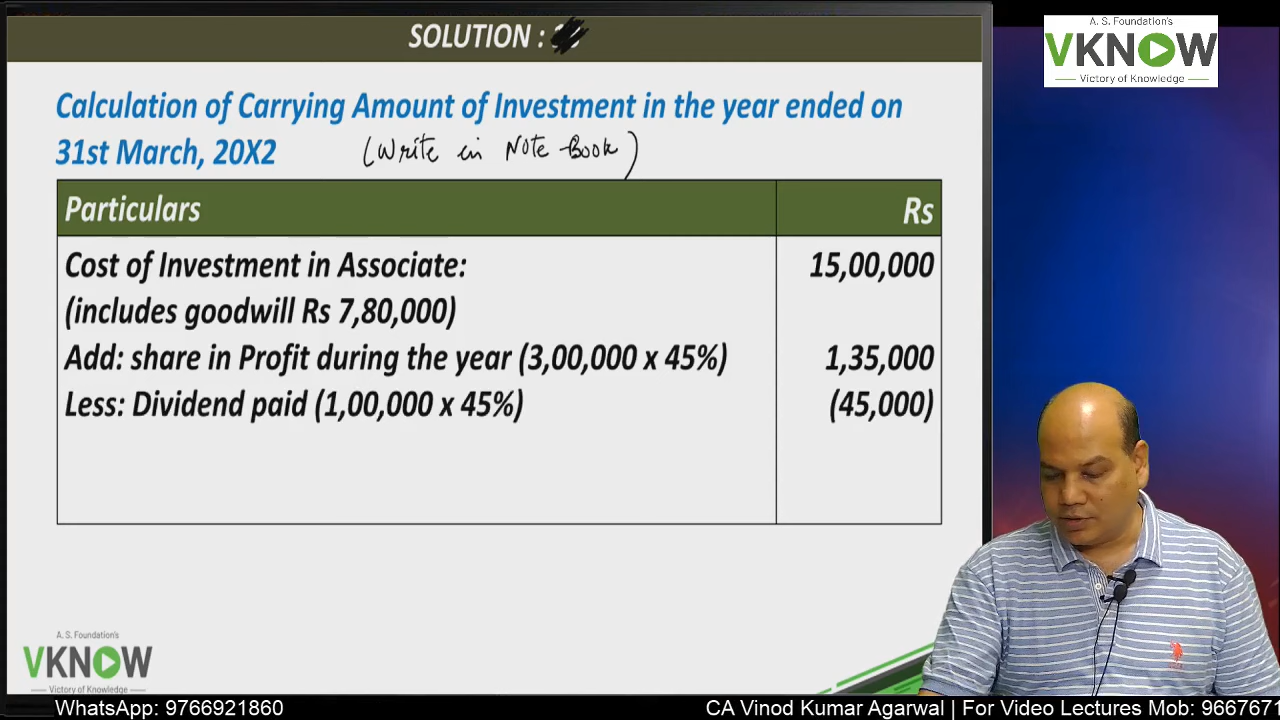 SOLUTION :
A. S. Foundation's
VKNOW
Victory of Knowledge
Calculation of Carrying Amount of Investment in the year ended on
31st March, 20X2 (Write in Note Book)
Particulars Rs
Cost of Investment in Associate: 15,00,000
(includes goodwill Rs 7,80,000)
Add: share in Profit during the year (3,00,000 x 45%) 1,35,000
Less: Dividend paid (1,00,000 x 45%) (45,000)
A. S. Foundation's
VKNOW
Victory of Knowledge
WhatsApp: 9766921860 CA Vinod Kumar Agarwal | For Video Lectures Mob: 9667671